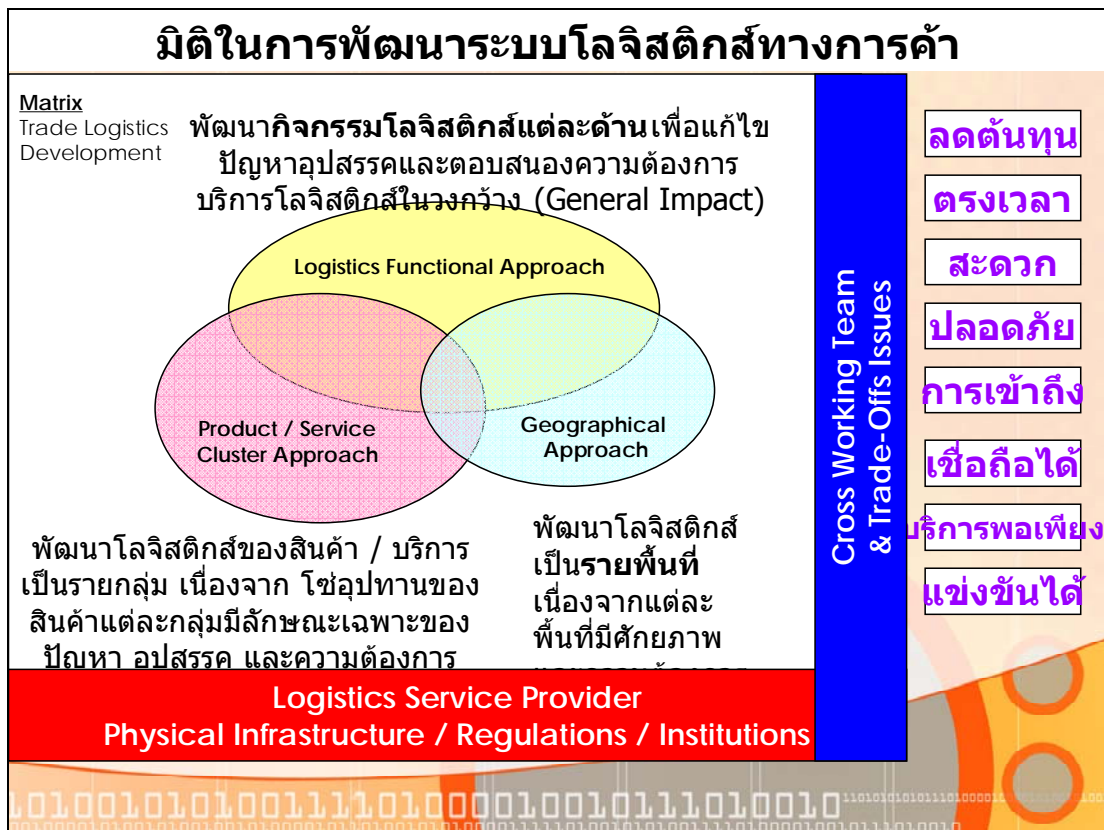 มิติในการพัฒนาระบบโลจิสติกส์ทางการค้า
Matrix
Trade Logistics
Development
พัฒนากิจกรรมโลจิสติกส์แต่ละด้านเพื่อแก้ไข
ปัญหาอุปสรรคและตอบสนองความต้องการ
บริการโลจิสติกส์ในวงกว้าง (General Impact)
Logistics Functional Approach
Product / Service
Cluster Approach
Geographical
Approach
พัฒนาโลจิสติกส์ของสินค้า / บริการ
เป็นรายกลุ่ม เนื่องจาก โซ่อุปทานของ
สินค้าแต่ละกลุ่มมีลักษณะเฉพาะของ
ปัญหา อุปสรรค และความต้องการ
พัฒนาโลจิสติกส์
เป็นรายพื้นที่
เนื่องจากแต่ละ
พื้นที่มีศักยภาพ
Logistics Service Provider
Physical Infrastructure / Regulations / Institutions
Cross Working Team
& Trade-Offs Issues
ลดต้นทุน
ตรงเวลา
สะดวก
ปลอดภัย
การเข้าถึง
เชื่อถือได้
บริการพอเพียง
แข่งขันได้